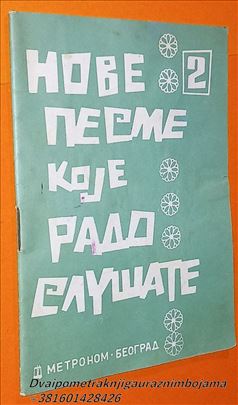 НОВЕ 2
ПЕСМЕ
КОЈЕ
РАДО
СЛУШАТЕ
МЕТРОНОМ • БЕОГРАД
Dvaipometraknjigauraznimbojama
+381601428426